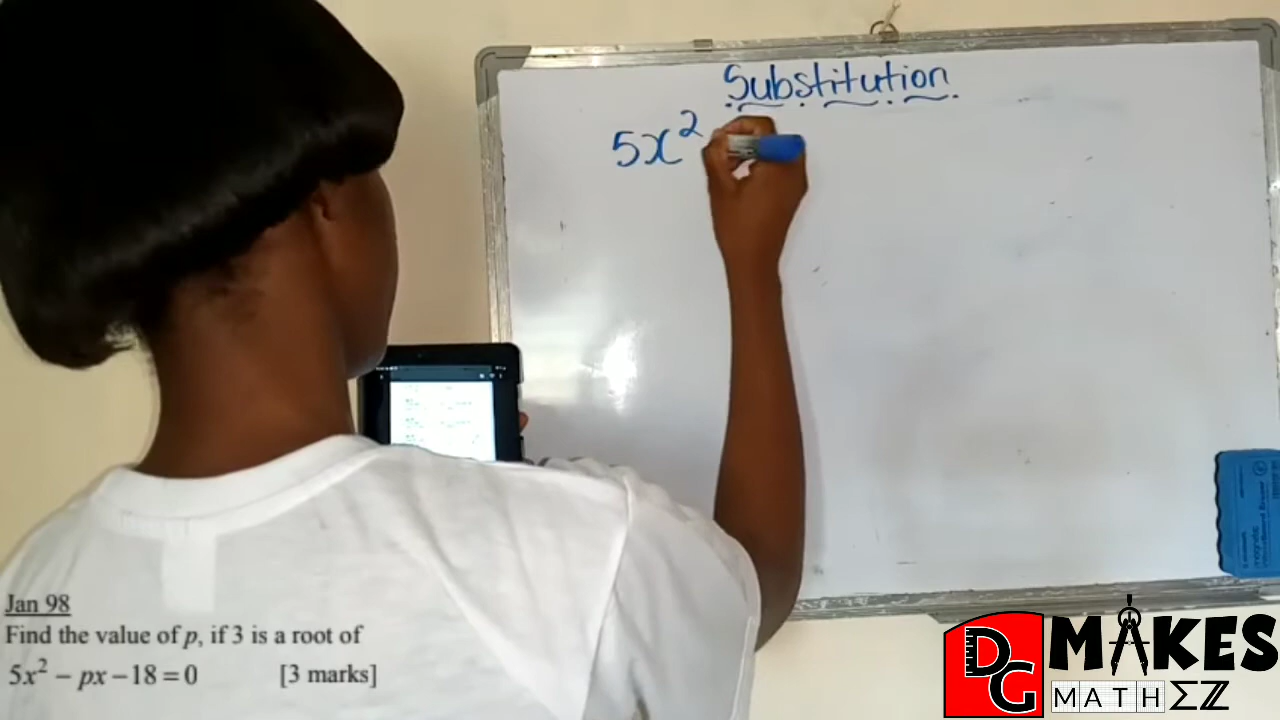 Substitution
5x²
Jan 98
Find the value of p, if 3 is a root of
5x² − px − 18 = 0 [3 marks]
DG MAKES
MATHΣZ